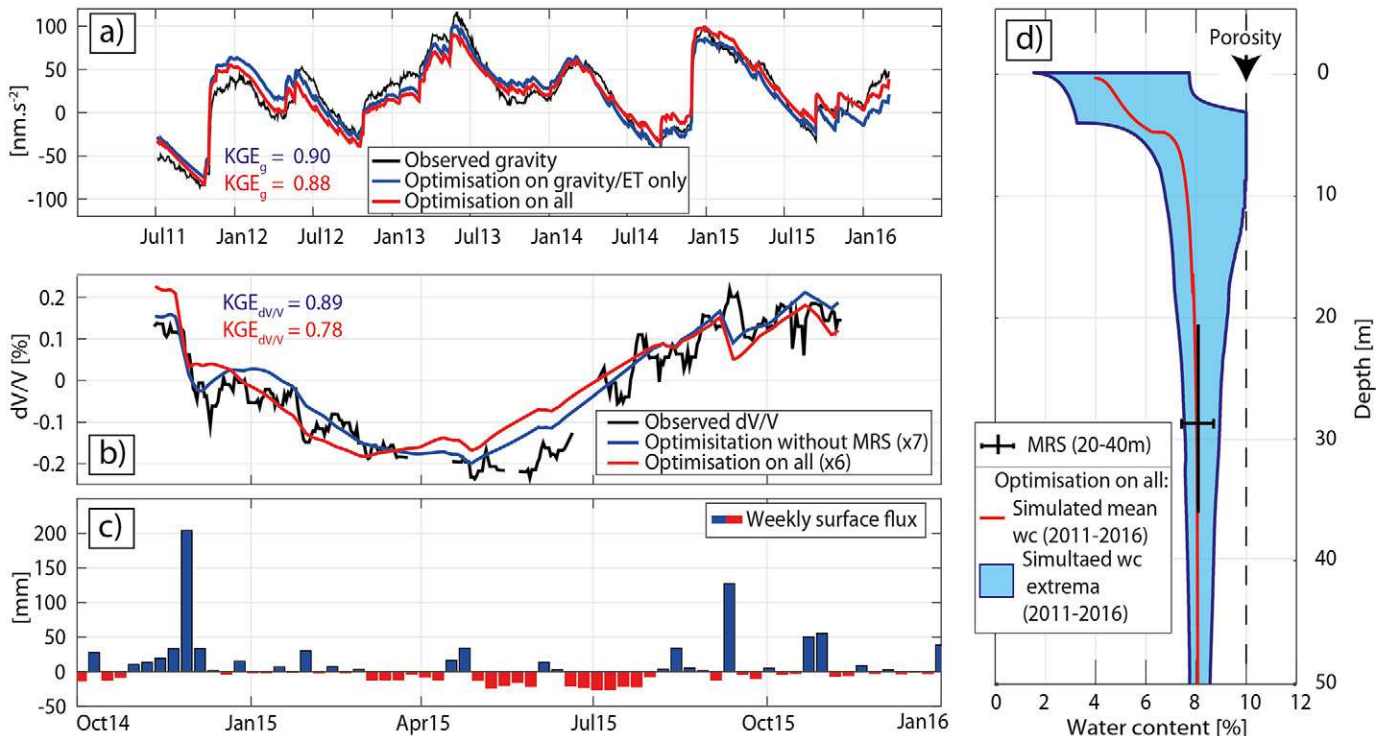 a)
100
50
0
-50
-100
[nm.s⁻²]
KGEg = 0.90
KGEg = 0.88
Observed gravity
Optimisation on gravity/ET only
Optimisation on all
Jul11 Jan12 Jul12 Jan13 Jul13 Jan14 Jul14 Jan15 Jul15 Jan16
0.2
0.1
0
-0.1
-0.2
dV/V [%]
KGEdV/V = 0.89
KGEdV/V = 0.78
b)
Observed dV/V
Optimisitation without MRS (x7)
Optimisation on all (x6)
c)
200
150
100
50
0
-50
[mm]
Weekly surface flux
Oct14 Jan15 Apr15 Jul15 Oct15 Jan16
d)
Porosity
0
10
20
30
40
50
Depth [m]
MRS (20-40m)
Optimisation on all:
Simulated mean
wc (2011-2016)
Simultaed wc
extrema
(2011-2016)
0 2 4 6 8 10 12
Water content [%]